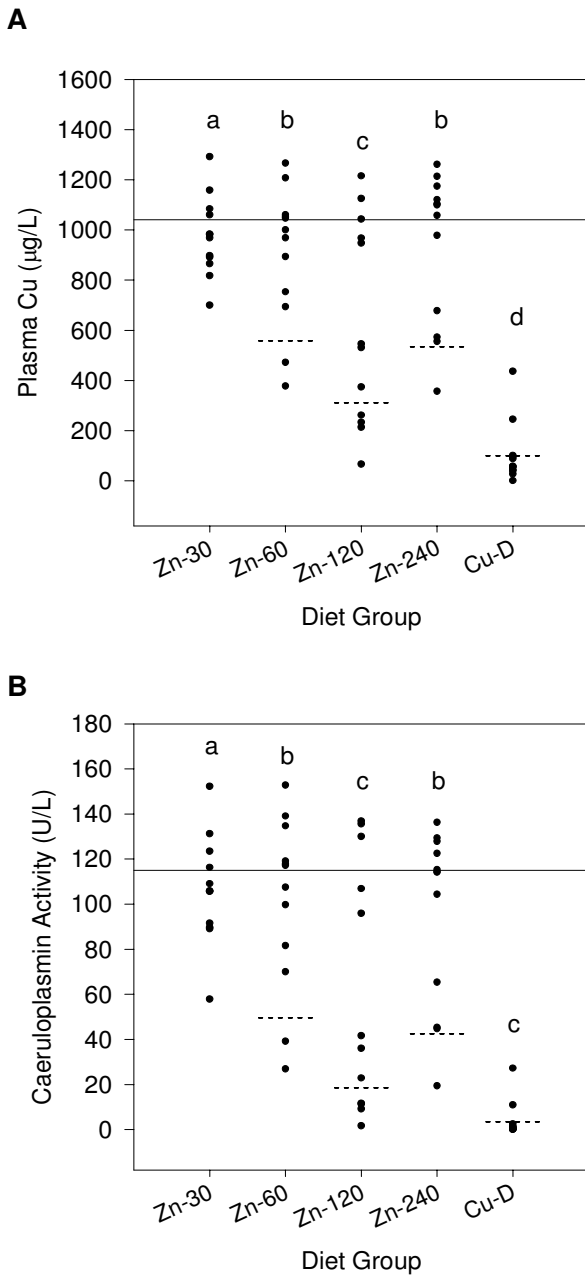 A
1600
1400
1200
1000
800
600
400
200
0
Plasma Cu (µg/L)
a
b
c
b
d
Zn-30
Zn-60
Zn-120
Zn-240
Cu-D
Diet Group
B
180
160
140
120
100
80
60
40
20
0
Caeruloplasmin Activity (U/L)
a
b
c
b
c
Zn-30
Zn-60
Zn-120
Zn-240
Cu-D
Diet Group